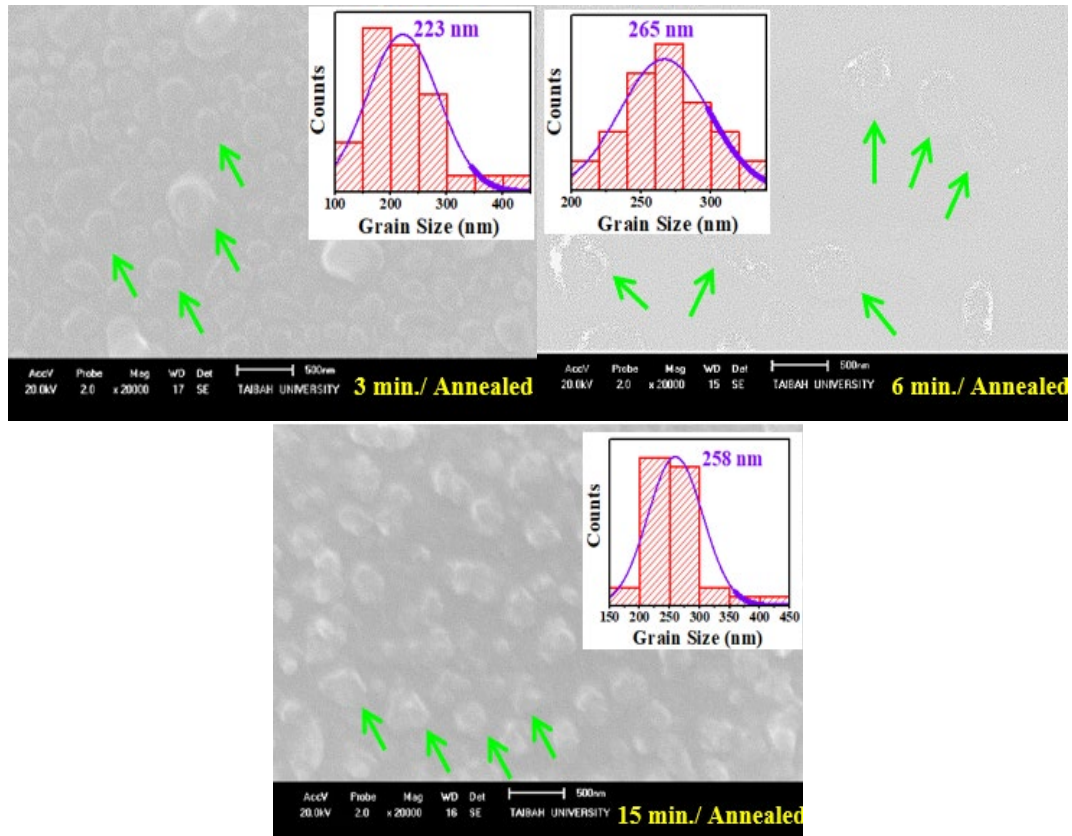 223 nm
Counts
100 200 300 400
Grain Size (nm)
AccV Probe Mag WD Det
20.0kV 2.0 x 20000 17 SE
500nm
TAIBAH UNIVERSITY
3 min./ Annealed
265 nm
Counts
200 250 300
Grain Size (nm)
AccV Probe Mag WD Det
20.0kV 2.0 x 20000 15 SE
500nm
TAIBAH UNIVERSITY
6 min./ Annealed
258 nm
Counts
150 200 250 300 350 400 450
Grain Size (nm)
AccV Probe Mag WD Det
20.0kV 2.0 x 20000 16 SE
500nm
TAIBAH UNIVERSITY
15 min./ Annealed